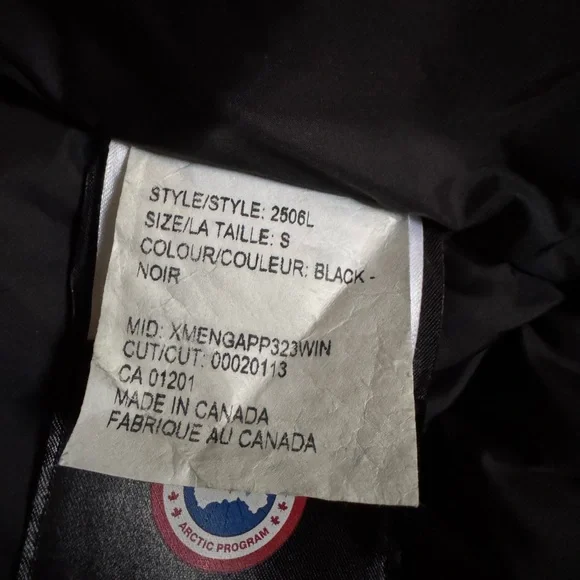 STYLE/STYLE: 2506L
SIZE/LA TAILLE: S
COLOUR/COULEUR: BLACK -
NOIR
MID: XMENGAPP323WIN
CUT/CUT: 00020113
CA 01201
MADE IN CANADA
FABRIQUE AU CANADA
ARCTIC PROGRAM